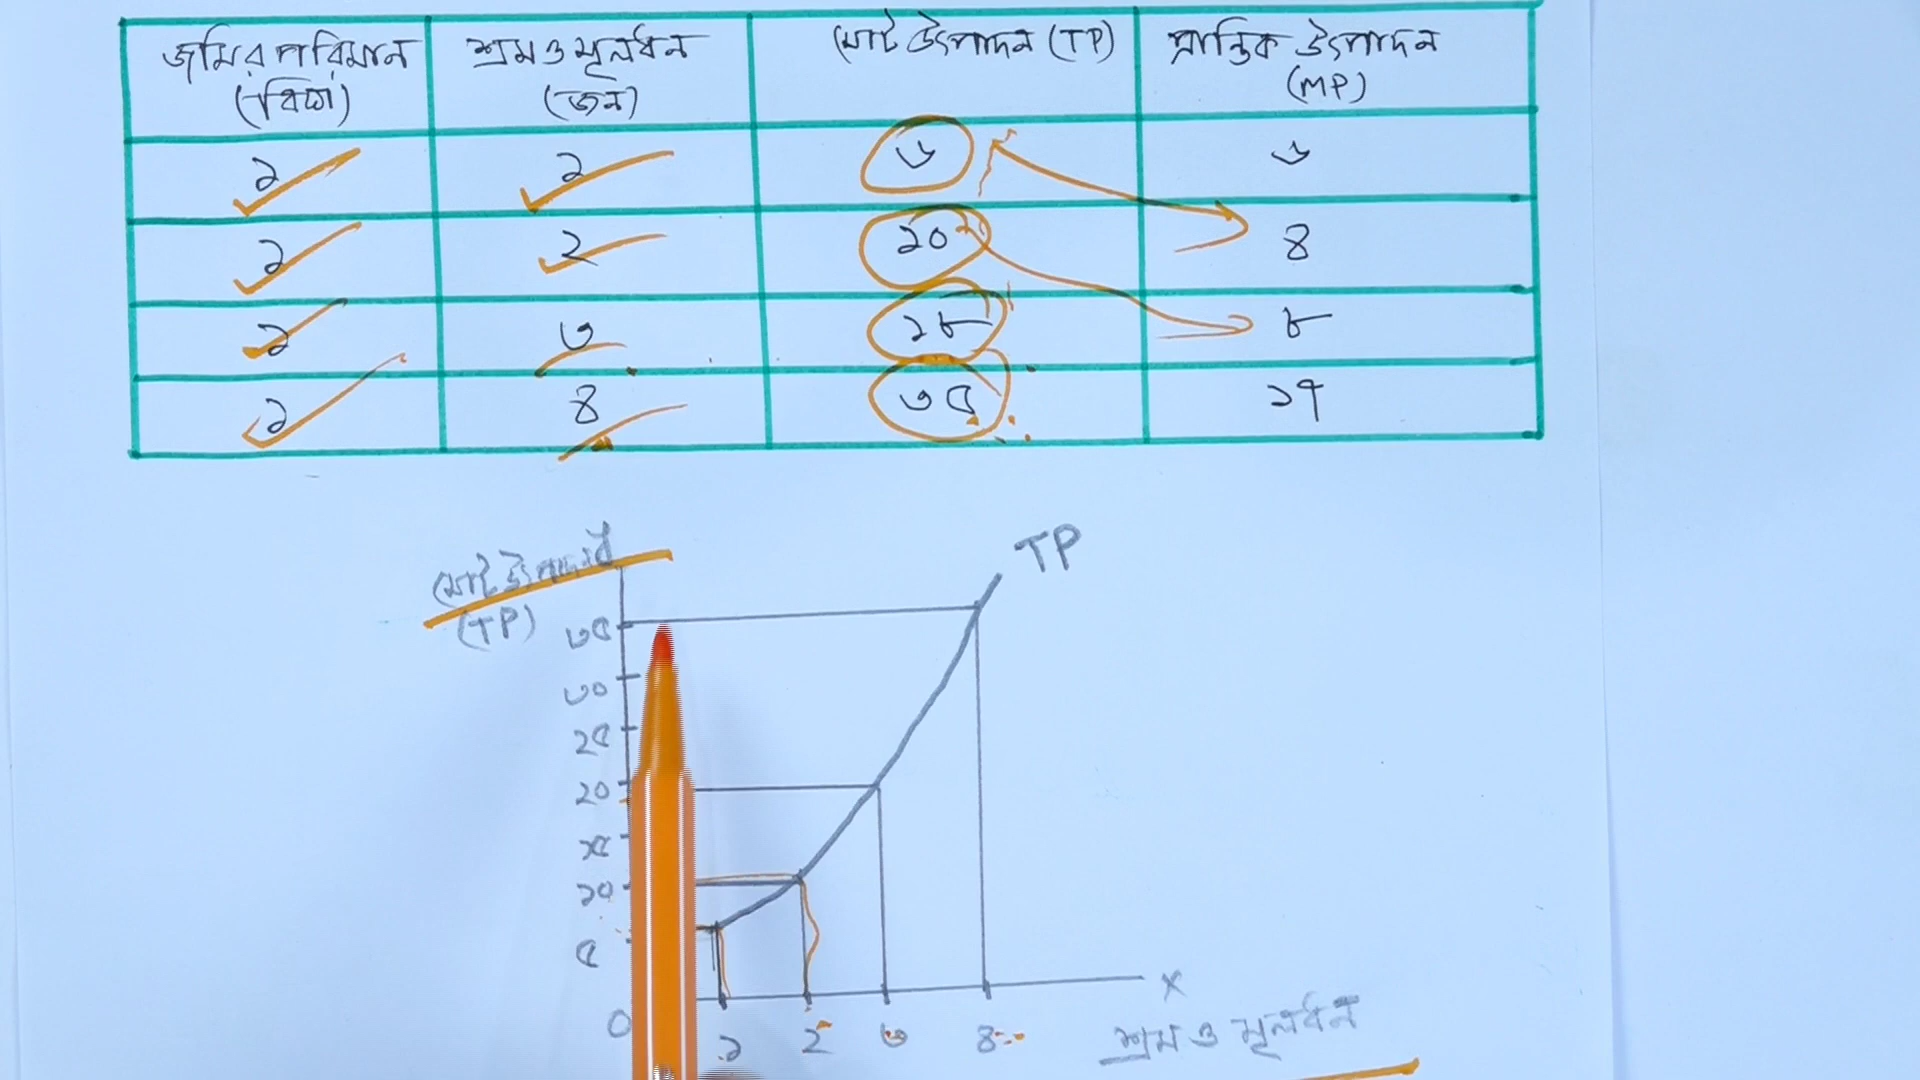 জমির পরিমান
(বিঘা)
শ্রম ও মূলধন
(জন)
মোট উৎপাদন (TP)
প্রান্তিক উৎপাদন
(MP)
১ ১ ৬ ৬
১ ২ ১০ ৪
১ ৩ ১৮ ৮
১ ৪ ৩৫ ১৭
TP
মোট উৎপাদন
(TP)
৩৫
৩০
২৫
২০
১৫
১০
৫
0
১ ২ ৩ ৪
X
শ্রম ও মূলধন